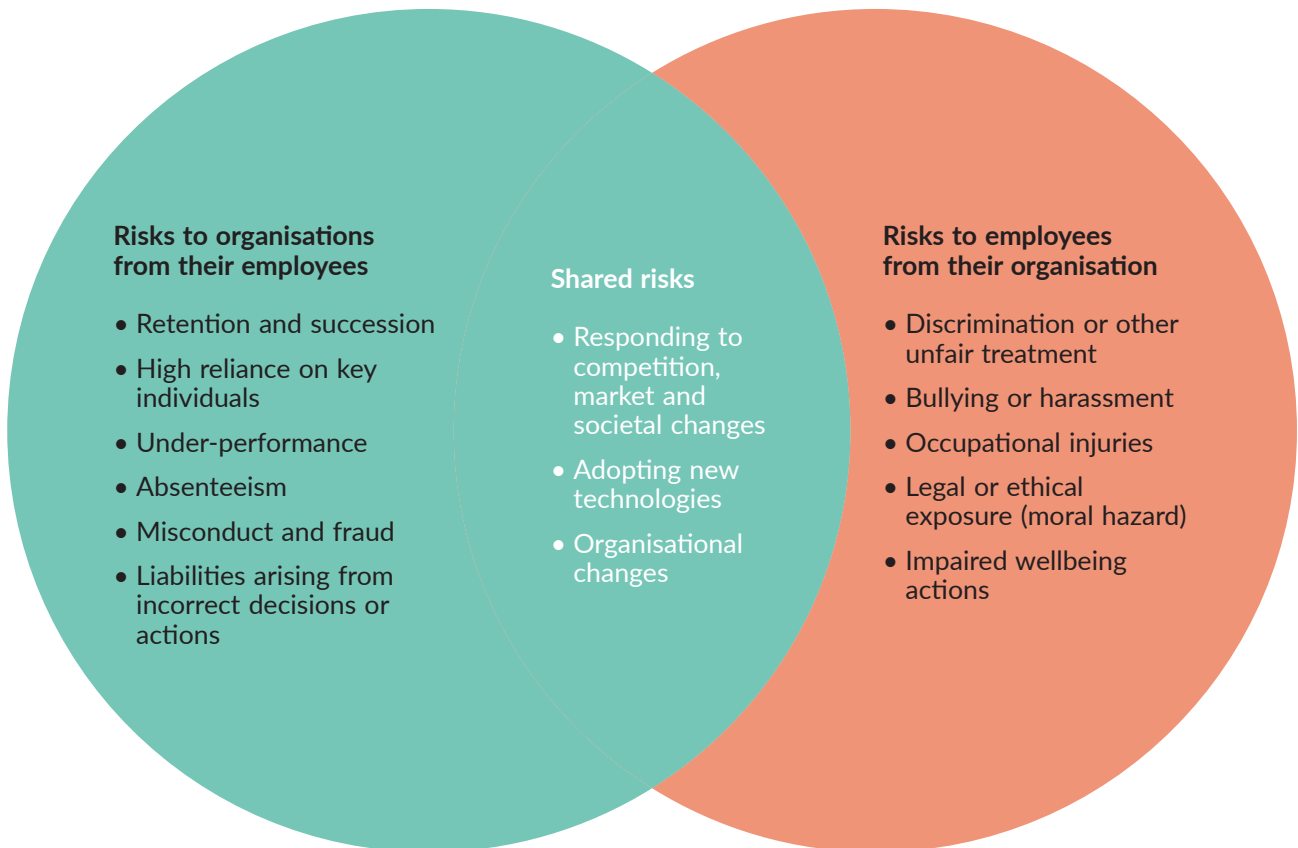 Risks to organisations
from their employees
• Retention and succession
• High reliance on key
individuals
• Under-performance
• Absenteeism
• Misconduct and fraud
• Liabilities arising from
incorrect decisions or
actions
Shared risks
• Responding to
competition,
market and
societal changes
• Adopting new
technologies
• Organisational
changes
Risks to employees
from their organisation
• Discrimination or other
unfair treatment
• Bullying or harassment
• Occupational injuries
• Legal or ethical
exposure (moral hazard)
• Impaired wellbeing
actions